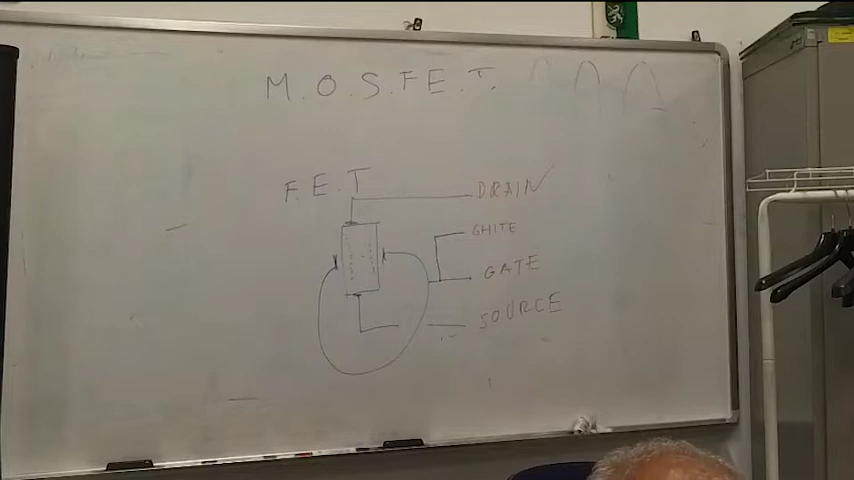 M.O.S.F.E.T.
F.E.T
DRAIN
GHITE
GATE
SOURCE